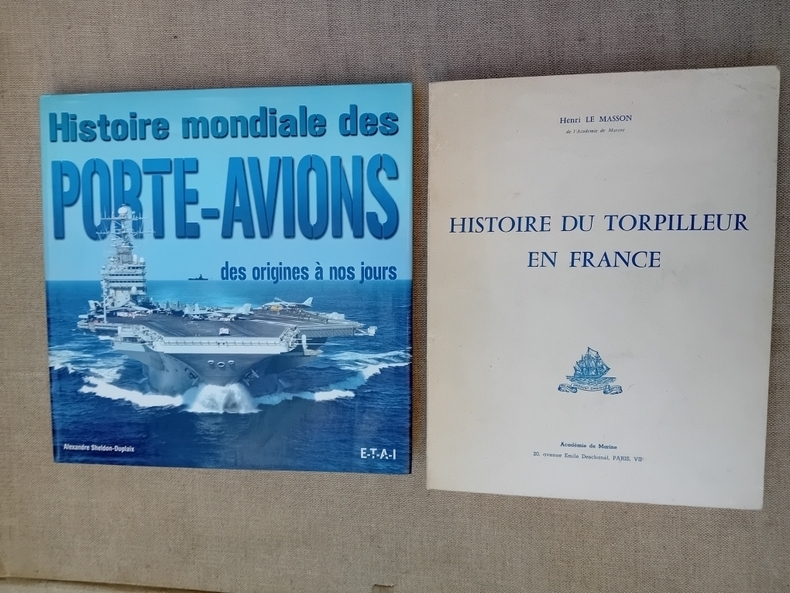 Histoire mondiale des
PORTE-AVIONS
des origines à nos jours
Alexandre Sheldon-Duplaix
E-T-A-I
Henri LE MASSON
de l'Académie de Marine
HISTOIRE DU TORPILLEUR
EN FRANCE
Académie de Marine
20, avenue Emile Deschanel, PARIS, VIIe